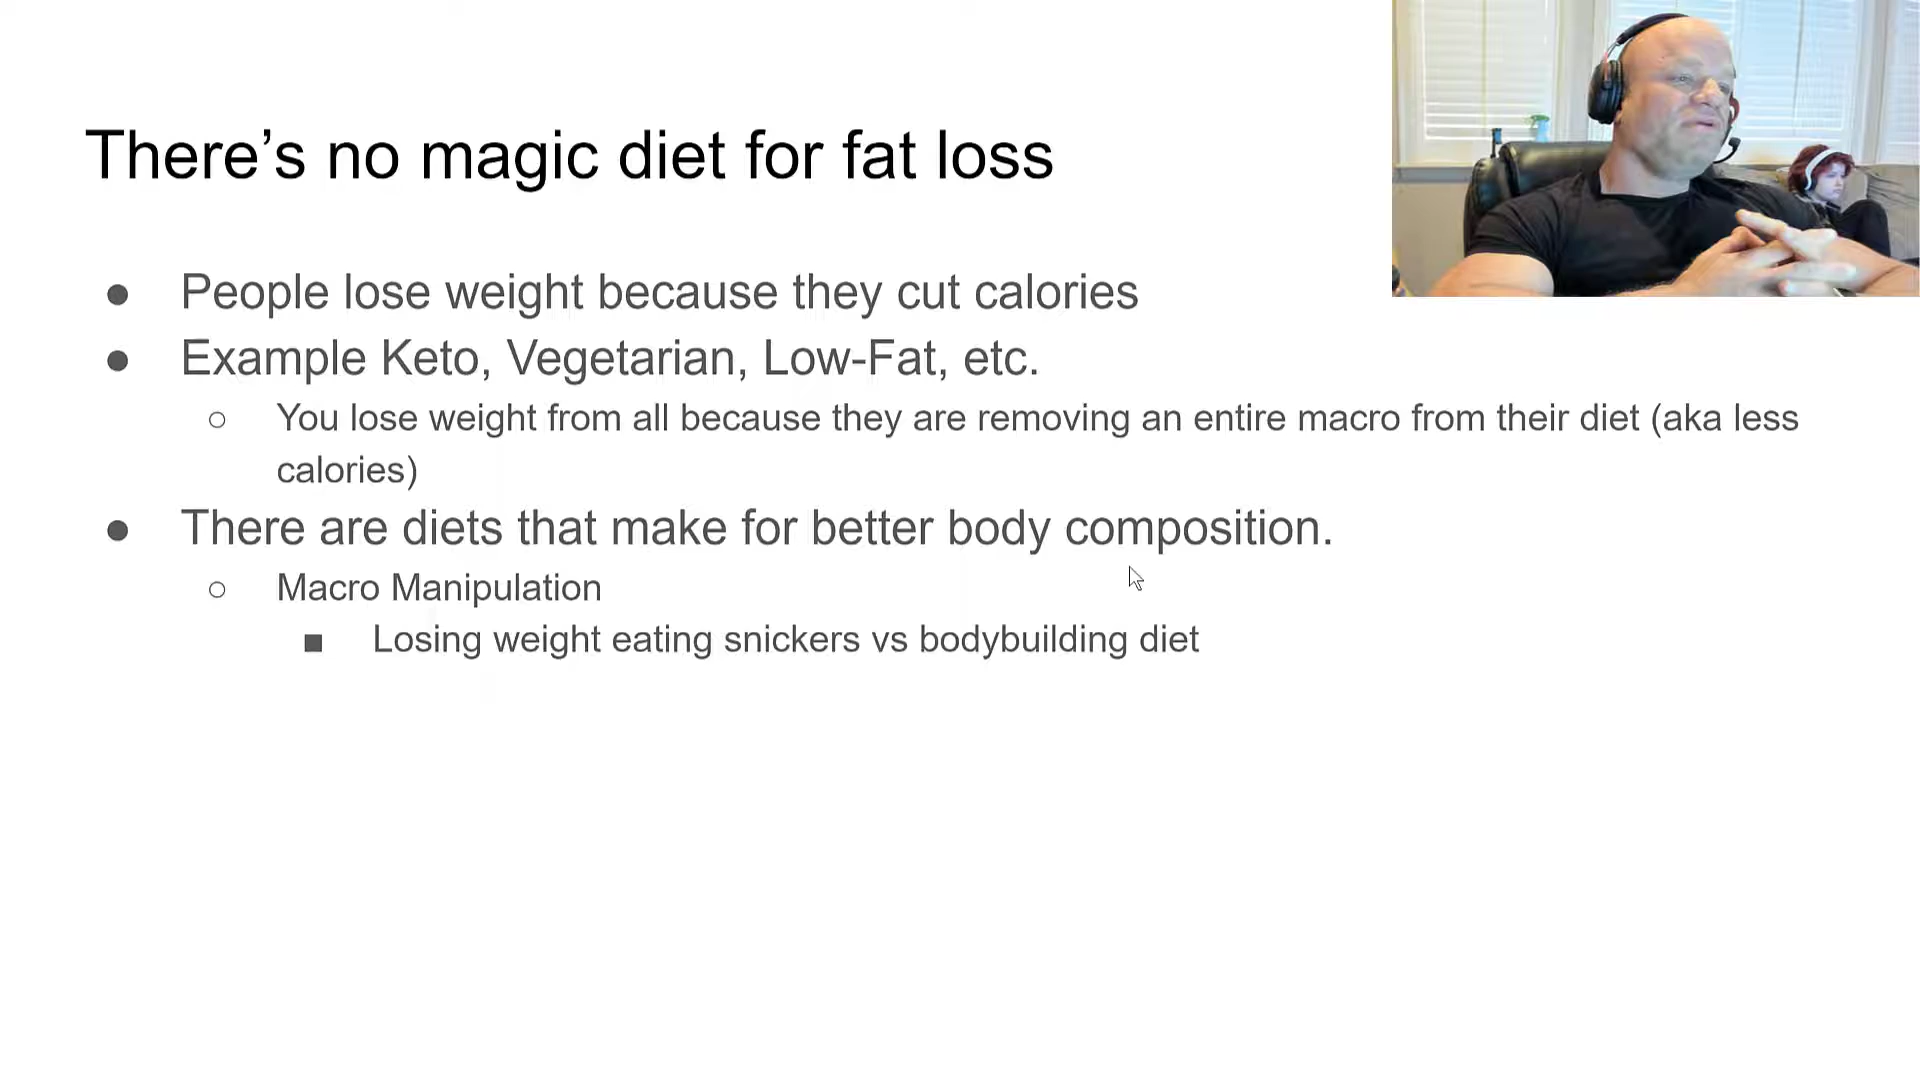 There’s no magic diet for fat loss
● People lose weight because they cut calories
● Example Keto, Vegetarian, Low-Fat, etc.
○ You lose weight from all because they are removing an entire macro from their diet (aka less
calories)
● There are diets that make for better body composition.
○ Macro Manipulation
■ Losing weight eating snickers vs bodybuilding diet